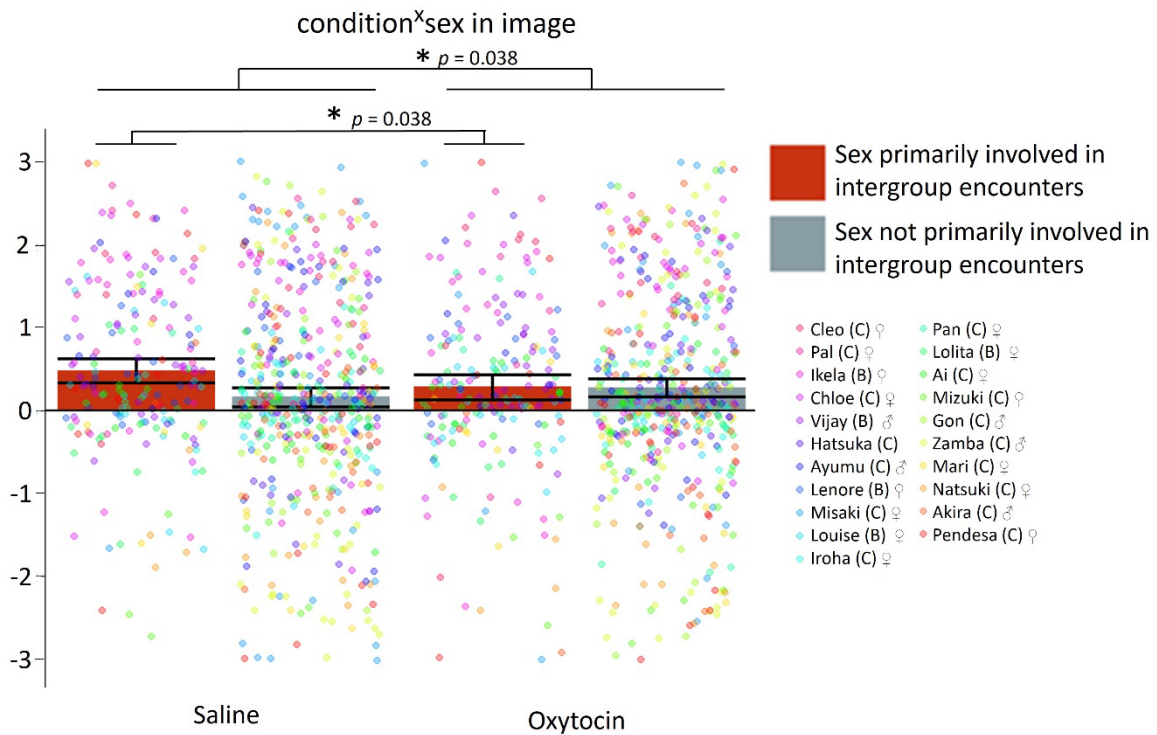 conditionˣsex in image
* p = 0.038
* p = 0.038
3
2
1
0
-1
-2
-3
Saline
Oxytocin
Sex primarily involved in
intergroup encounters
Sex not primarily involved in
intergroup encounters
Cleo (C) ♀
Pal (C) ♀
Ikela (B) ♀
Chloe (C) ♀
Vijay (B) ♂
Hatsuka (C)
Ayumu (C) ♂
Lenore (B) ♀
Misaki (C) ♀
Louise (B) ♀
Iroha (C) ♀
Pan (C) ♀
Lolita (B) ♀
Ai (C) ♀
Mizuki (C) ♀
Gon (C) ♂
Zamba (C) ♂
Mari (C) ♀
Natsuki (C) ♀
Akira (C) ♂
Pendesa (C) ♀